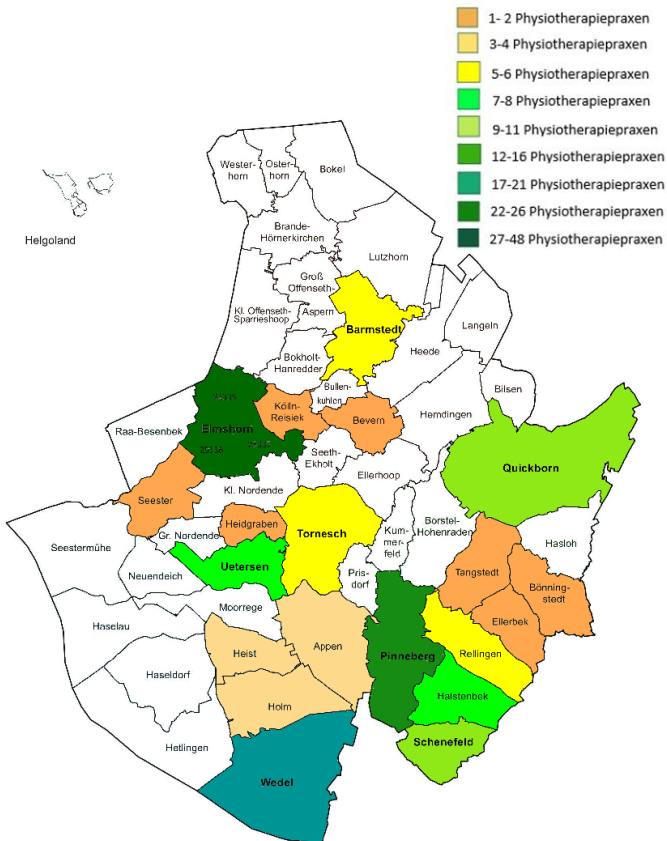 1- 2 Physiotherapiepraxen
3-4 Physiotherapiepraxen
5-6 Physiotherapiepraxen
7-8 Physiotherapiepraxen
9-11 Physiotherapiepraxen
12-16 Physiotherapiepraxen
17-21 Physiotherapiepraxen
22-26 Physiotherapiepraxen
27-48 Physiotherapiepraxen
Wester-
horn
Oster-
horn
Bokel
Helgoland
Brande-
Hörnerkirchen
Lutzhorn
Groß
Offenseth-
Aspern
Kl. Offenseth-
Sparrieshoop
Barmstedt
Langeln
Heede
Bokholt-
Hanredder
Bullen-
kuhlen
Bilsen
Elmshorn
Kölln-
Reisiek
Bevern
Hemdingen
Raa-Besenbek
25336
Seeth-
Ekholt
Ellerhoop
Quickborn
Seester
Kl. Nordende
Heidgraben
Tornesch
Kum-
mer-
feld
Borstel-
Hohenraden
Hasloh
Seestermühe
Gr. Nordende
Uetersen
Neuendeich
Pris-
dorf
Tangstedt
Bönning-
stedt
Moorrege
Haselau
Ellerbek
Heist
Appen
Pinneberg
Rellingen
Haseldorf
Halstenbek
Holm
Hetlingen
Schenefeld
Wedel